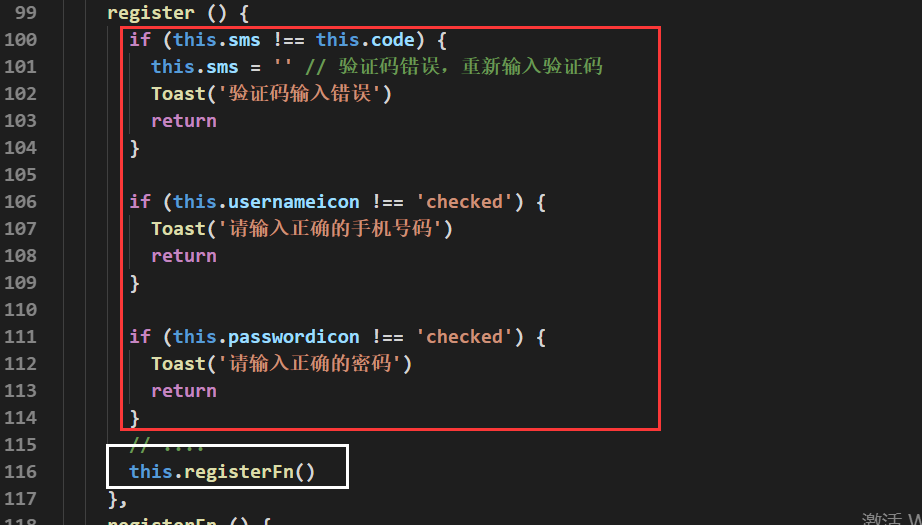 99 register () {
100 if (this.sms !== this.code) {
101 this.sms = '' // 验证码错误，重新输入验证码
102 Toast('验证码输入错误')
103 return
104 }
105
106 if (this.usernameicon !== 'checked') {
107 Toast('请输入正确的手机号码')
108 return
109 }
110
111 if (this.passwordicon !== 'checked') {
112 Toast('请输入正确的密码')
113 return
114 }
115 // ....
116 this.registerFn()
117 },
118 registerFn () {
激活 W